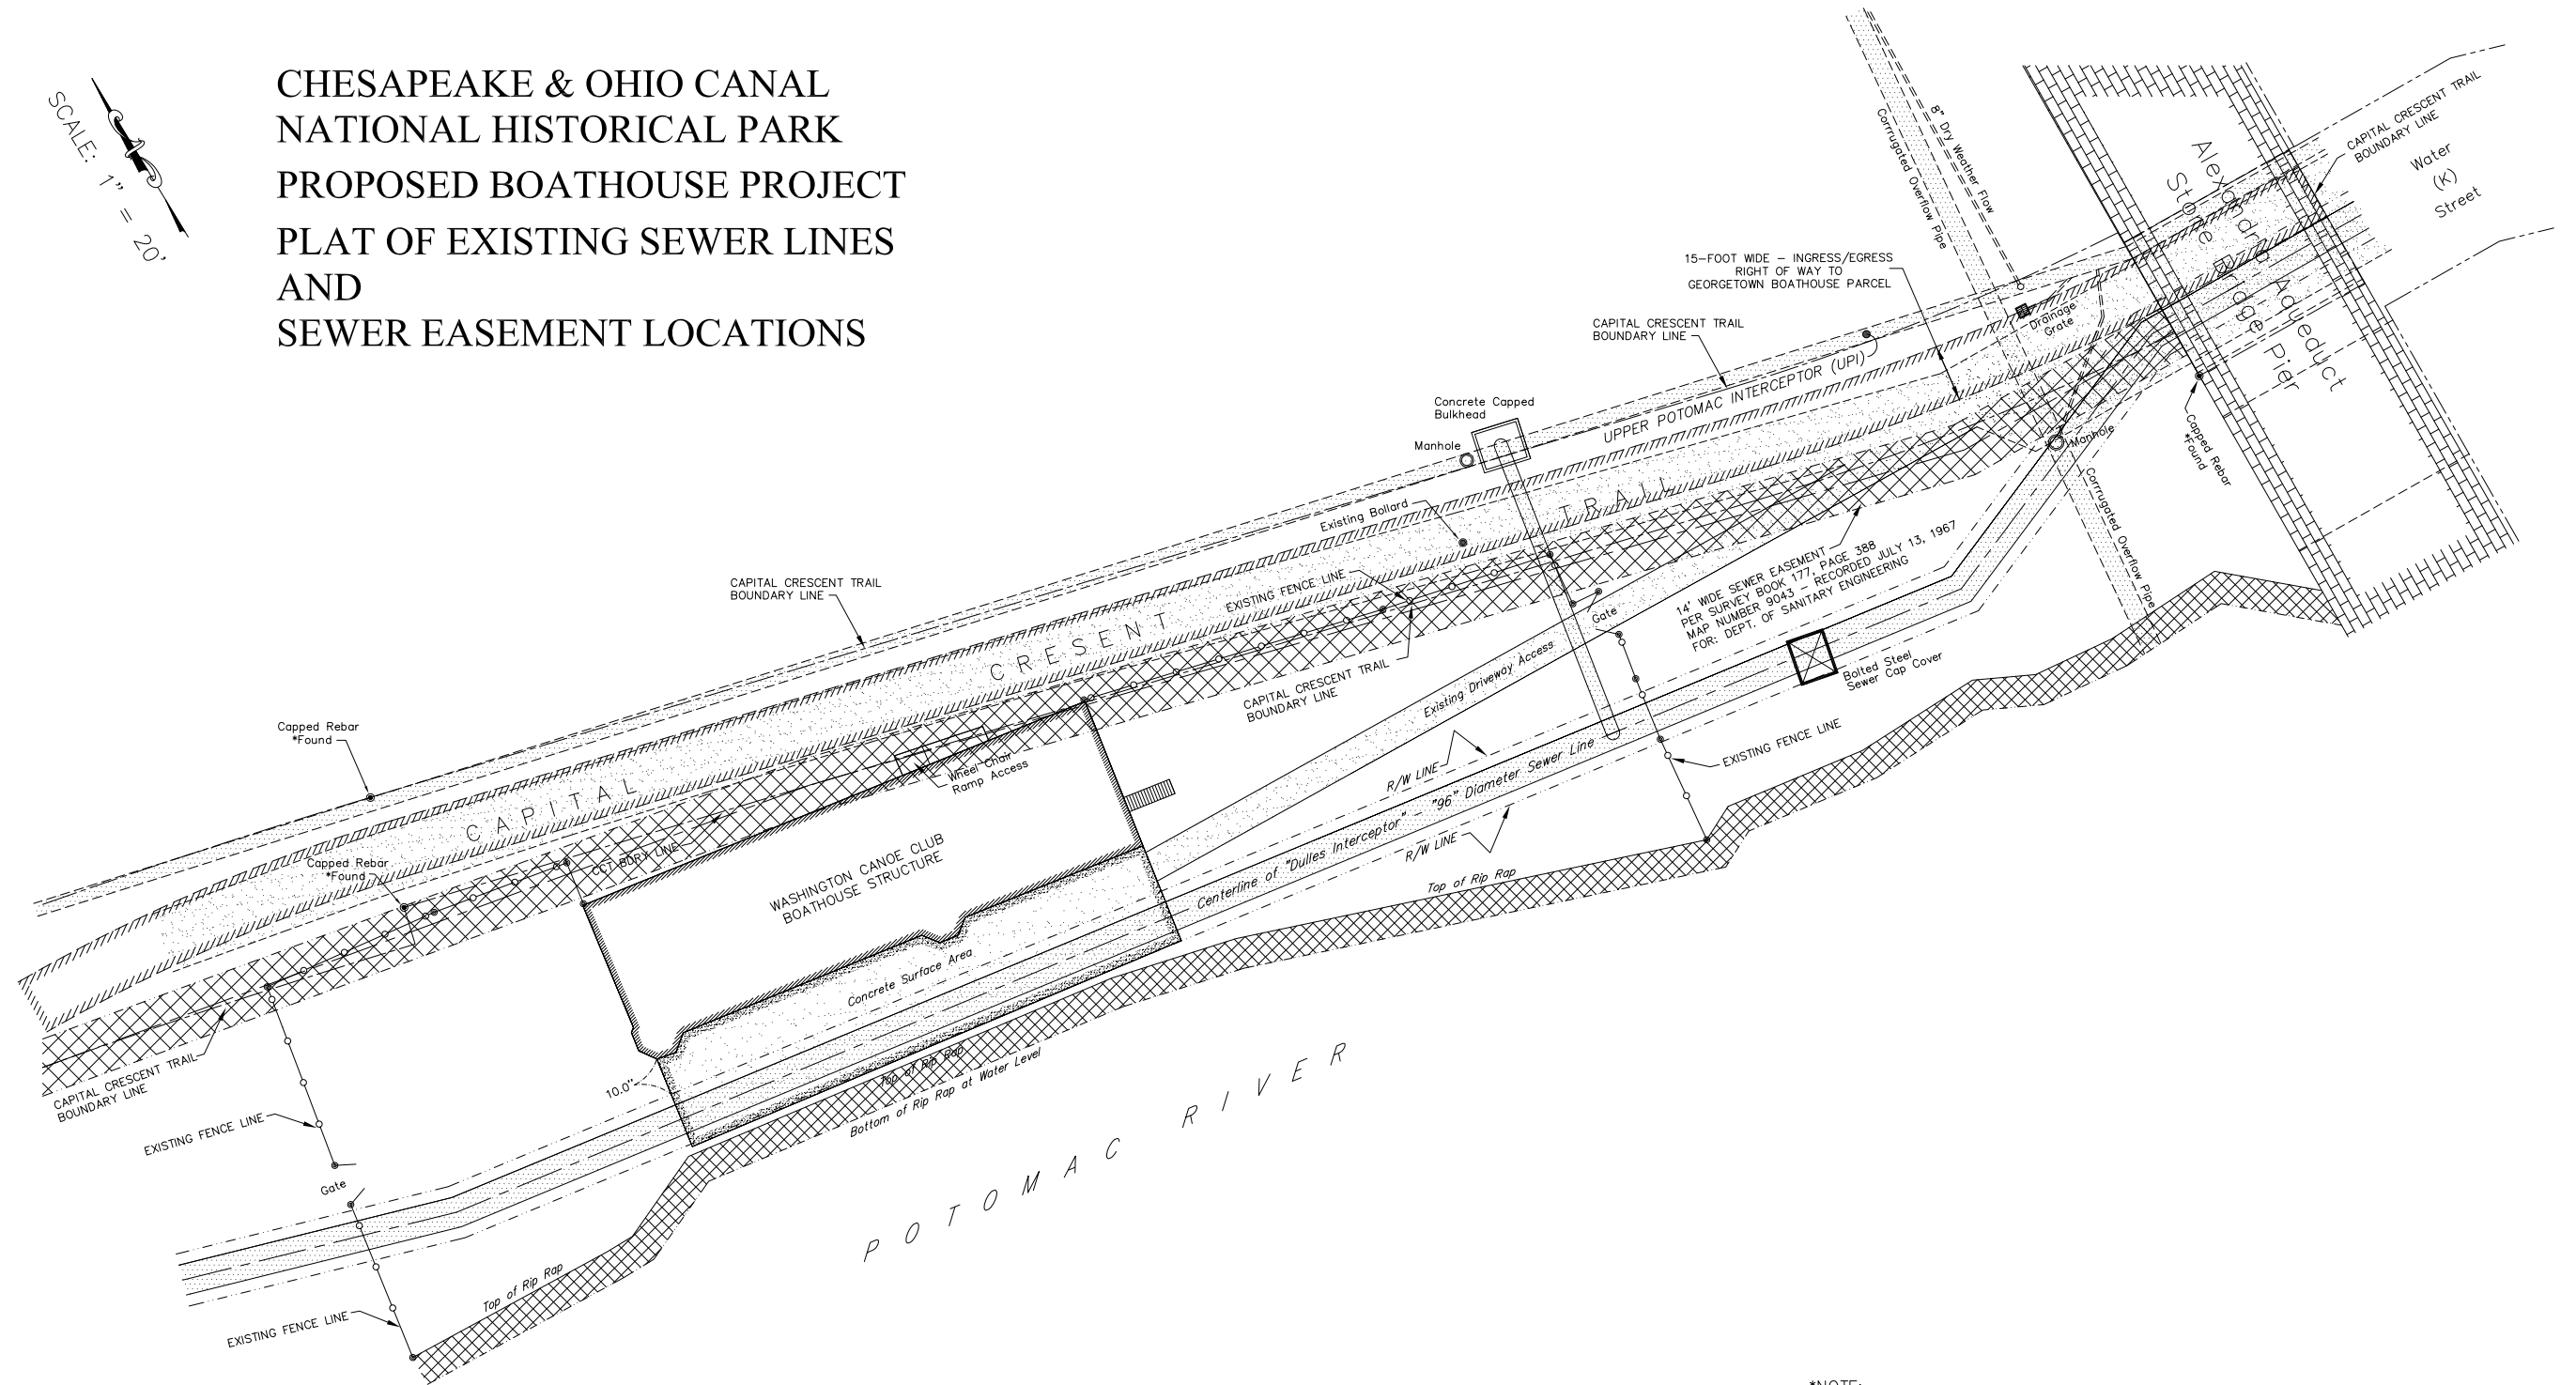 SCALE: 1" = 20'
CHESAPEAKE & OHIO CANAL
NATIONAL HISTORICAL PARK
PROPOSED BOATHOUSE PROJECT
PLAT OF EXISTING SEWER LINES
AND
SEWER EASEMENT LOCATIONS
Corrrugated Overflow Pipe
8" Dry Weather Flow
Alexandria Aqueduct
Stone Bridge Pier
CAPITAL CRESCENT TRAIL
BOUNDARY LINE
Water
(K)
Street
15-FOOT WIDE - INGRESS/EGRESS
RIGHT OF WAY TO
GEORGETOWN BOATHOUSE PARCEL
CAPITAL CRESCENT TRAIL
BOUNDARY LINE
Drainage
Grate
UPPER POTOMAC INTERCEPTOR (UPI)
Concrete Capped
Bulkhead
Manhole
Manhole
Capped Rebar
*Found
Corrrugated Overflow Pipe
Existing Bollard
TRAIL
EXISTING FENCE LINE
14' WIDE SEWER EASEMENT
PER SURVEY BOOK 177, PAGE 388
MAP NUMBER 9043 - RECORDED JULY 13, 1967
FOR: DEPT. OF SANITARY ENGINEERING
CAPITAL CRESCENT TRAIL
BOUNDARY LINE
CRESENT
Gate
CAPITAL CRESCENT TRAIL
BOUNDARY LINE
Existing Driveway Access
Bolted Steel
Sewer Cap Cover
EXISTING FENCE LINE
Capped Rebar
*Found
Wheel Chair
Ramp Access
R/W LINE
Centerline of "Dulles Interceptor" - "96" Diameter Sewer Line
R/W LINE
CAPITAL
Capped Rebar
*Found
CCT BDRY LINE
WASHINGTON CANOE CLUB
BOATHOUSE STRUCTURE
Top of Rip Rap
Concrete Surface Area
Top of Rip Rap
Bottom of Rip Rap at Water Level
10.0'
CAPITAL CRESCENT TRAIL
BOUNDARY LINE
EXISTING FENCE LINE
Gate
POTOMAC RIVER
Top of Rip Rap
EXISTING FENCE LINE
*NOTE: